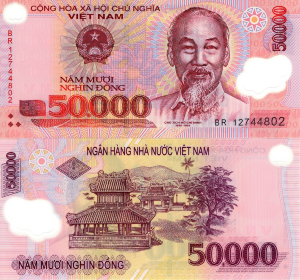 CỘNG HÒA XÃ HỘI CHỦ NGHĨA
VIỆT NAM
50000
BR 12744802
NĂM MƯƠI
NGHÌN ĐỒNG
50000
BR 12744802
NGÂN HÀNG NHÀ NƯỚC VIỆT NAM
50000
NĂM MƯƠI NGHÌN ĐỒNG
50000